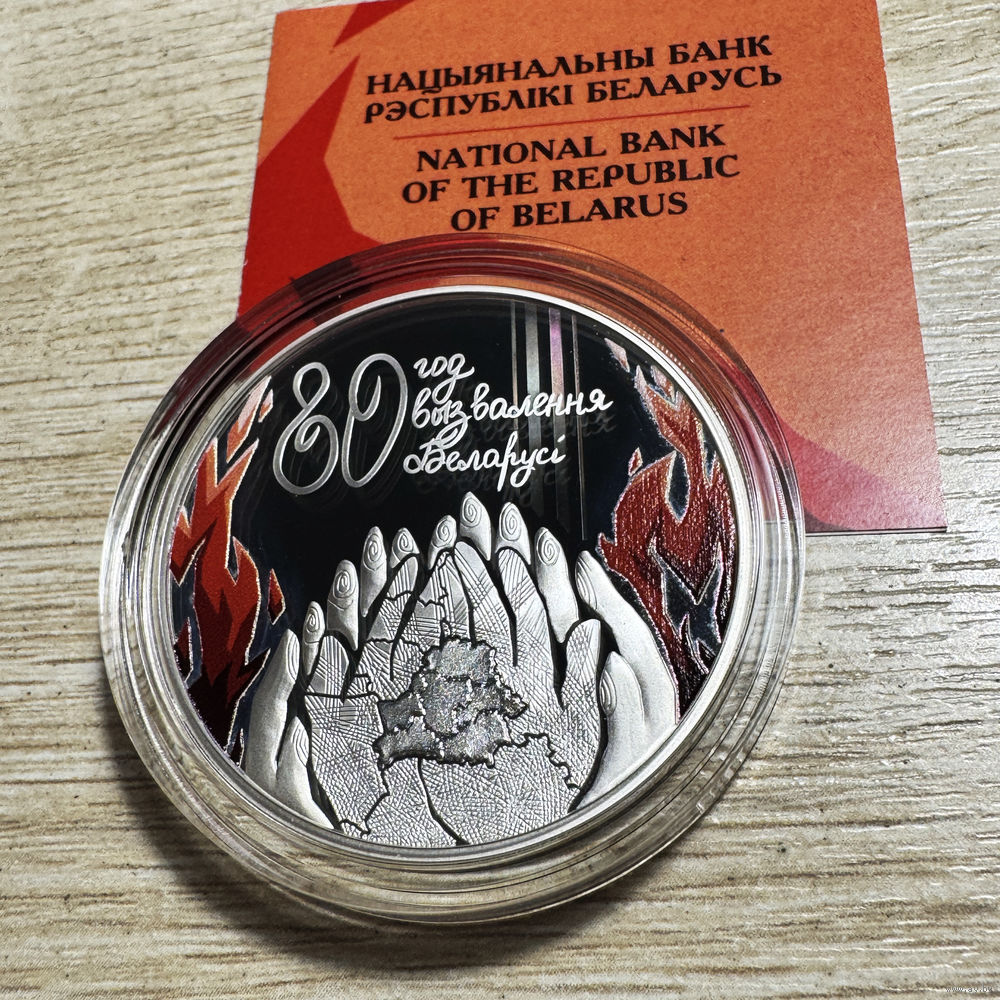 НАЦЫЯНАЛЬНЫ БАНК
РЭСПУБЛІКІ БЕЛАРУСЬ
NATIONAL BANK
OF THE REPUBLIC
OF BELARUS
80 год
вызвалення
Беларусі